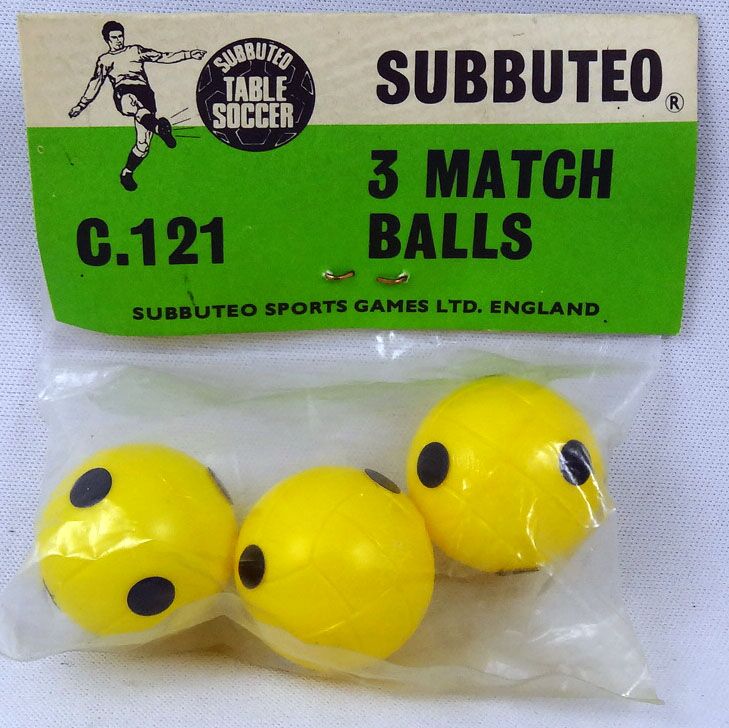 SUBBUTEO
TABLE
SOCCER
SUBBUTEO ®
3 MATCH
BALLS
C.121
SUBBUTEO SPORTS GAMES LTD. ENGLAND